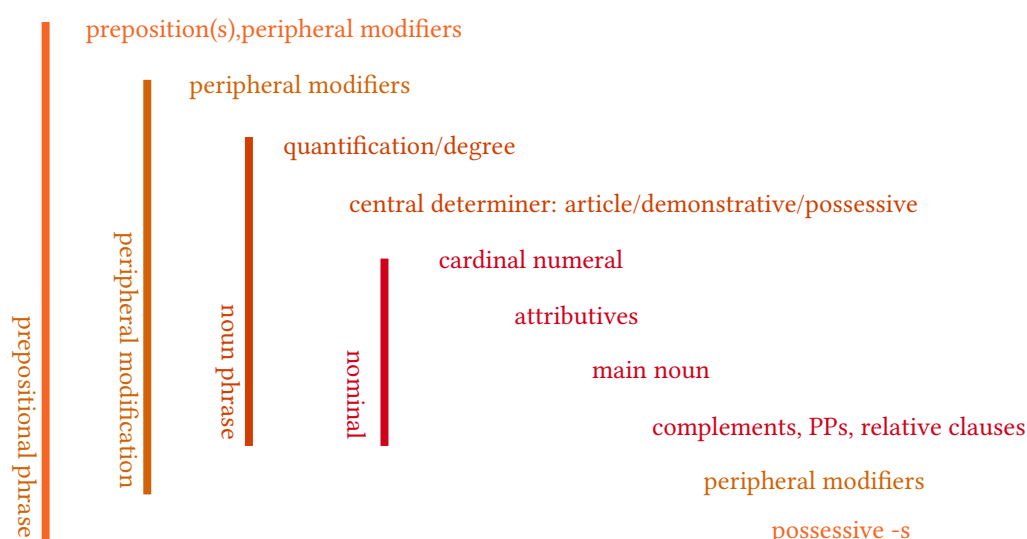 preposition(s),peripheral modifiers
peripheral modifiers
quantification/degree
central determiner: article/demonstrative/possessive
cardinal numeral
attributives
main noun
complements, PPs, relative clauses
peripheral modifiers
possessive -s
prepositional phrase
peripheral modification
noun phrase
nominal